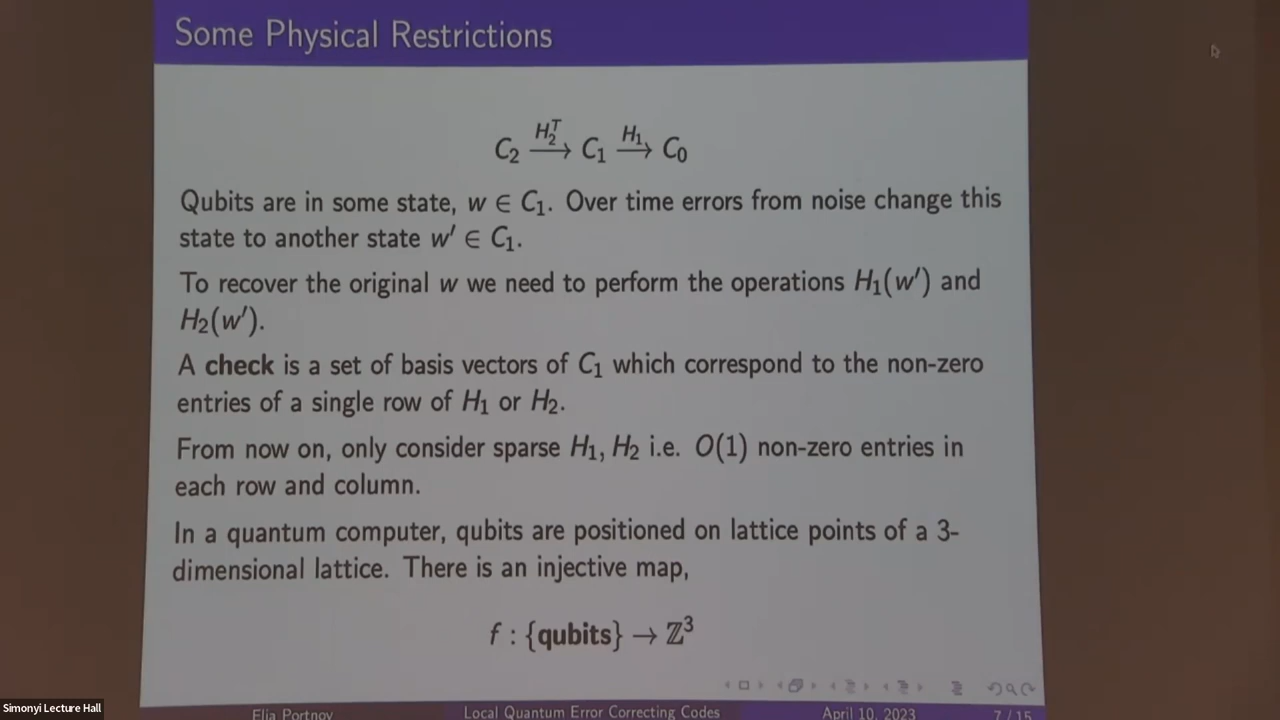 Some Physical Restrictions
C₂ —H₂ᵀ→ C₁ —H₁→ C₀
Qubits are in some state, w ∈ C₁. Over time errors from noise change this
state to another state w′ ∈ C₁.
To recover the original w we need to perform the operations H₁(w′) and
H₂(w′).
A check is a set of basis vectors of C₁ which correspond to the non-zero
entries of a single row of H₁ or H₂.
From now on, only consider sparse H₁, H₂ i.e. O(1) non-zero entries in
each row and column.
In a quantum computer, qubits are positioned on lattice points of a 3-
dimensional lattice. There is an injective map,
f : {qubits} → ℤ³
Simonyi Lecture Hall
Elia Portnoy
Local Quantum Error Correcting Codes
April 10, 2023
7 / 15